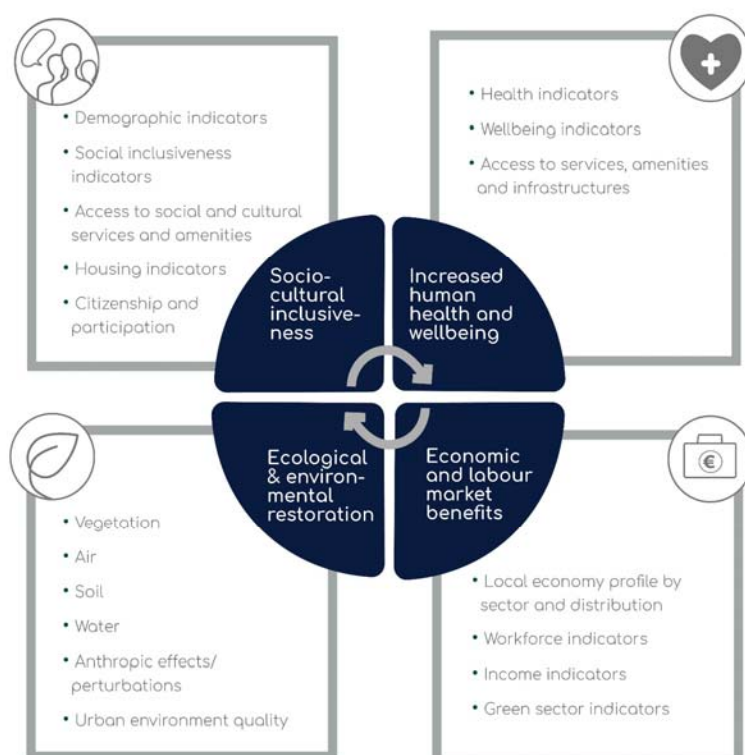 • Demographic indicators
• Social inclusiveness
indicators
• Access to social and cultural
services and amenities
• Housing indicators
• Citizenship and
participation
• Health indicators
• Wellbeing indicators
• Access to services, amenities
and infrastructures
Socio-
cultural
inclusive-
ness
Increased
human
health and
wellbeing
Ecological
& environ-
mental
restoration
Economic
and labour
market
benefits
• Vegetation
• Air
• Soil
• Water
• Anthropic effects/
perturbations
• Urban environment quality
€
• Local economy profile by
sector and distribution
• Workforce indicators
• Income indicators
• Green sector indicators